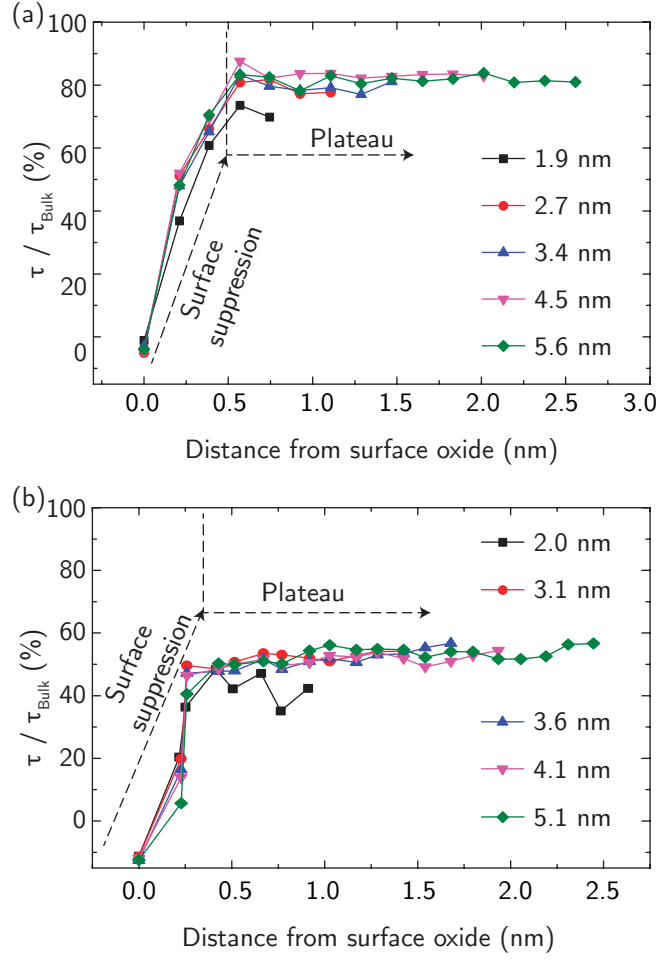 (a)
100
80
60
40
20
0
τ / τBulk (%)
Surface
suppression
Plateau
1.9 nm
2.7 nm
3.4 nm
4.5 nm
5.6 nm
0.0 0.5 1.0 1.5 2.0 2.5 3.0
Distance from surface oxide (nm)
(b)
100
80
60
40
20
0
τ / τBulk (%)
Surface
suppression
Plateau
2.0 nm
3.1 nm
3.6 nm
4.1 nm
5.1 nm
0.0 0.5 1.0 1.5 2.0 2.5
Distance from surface oxide (nm)